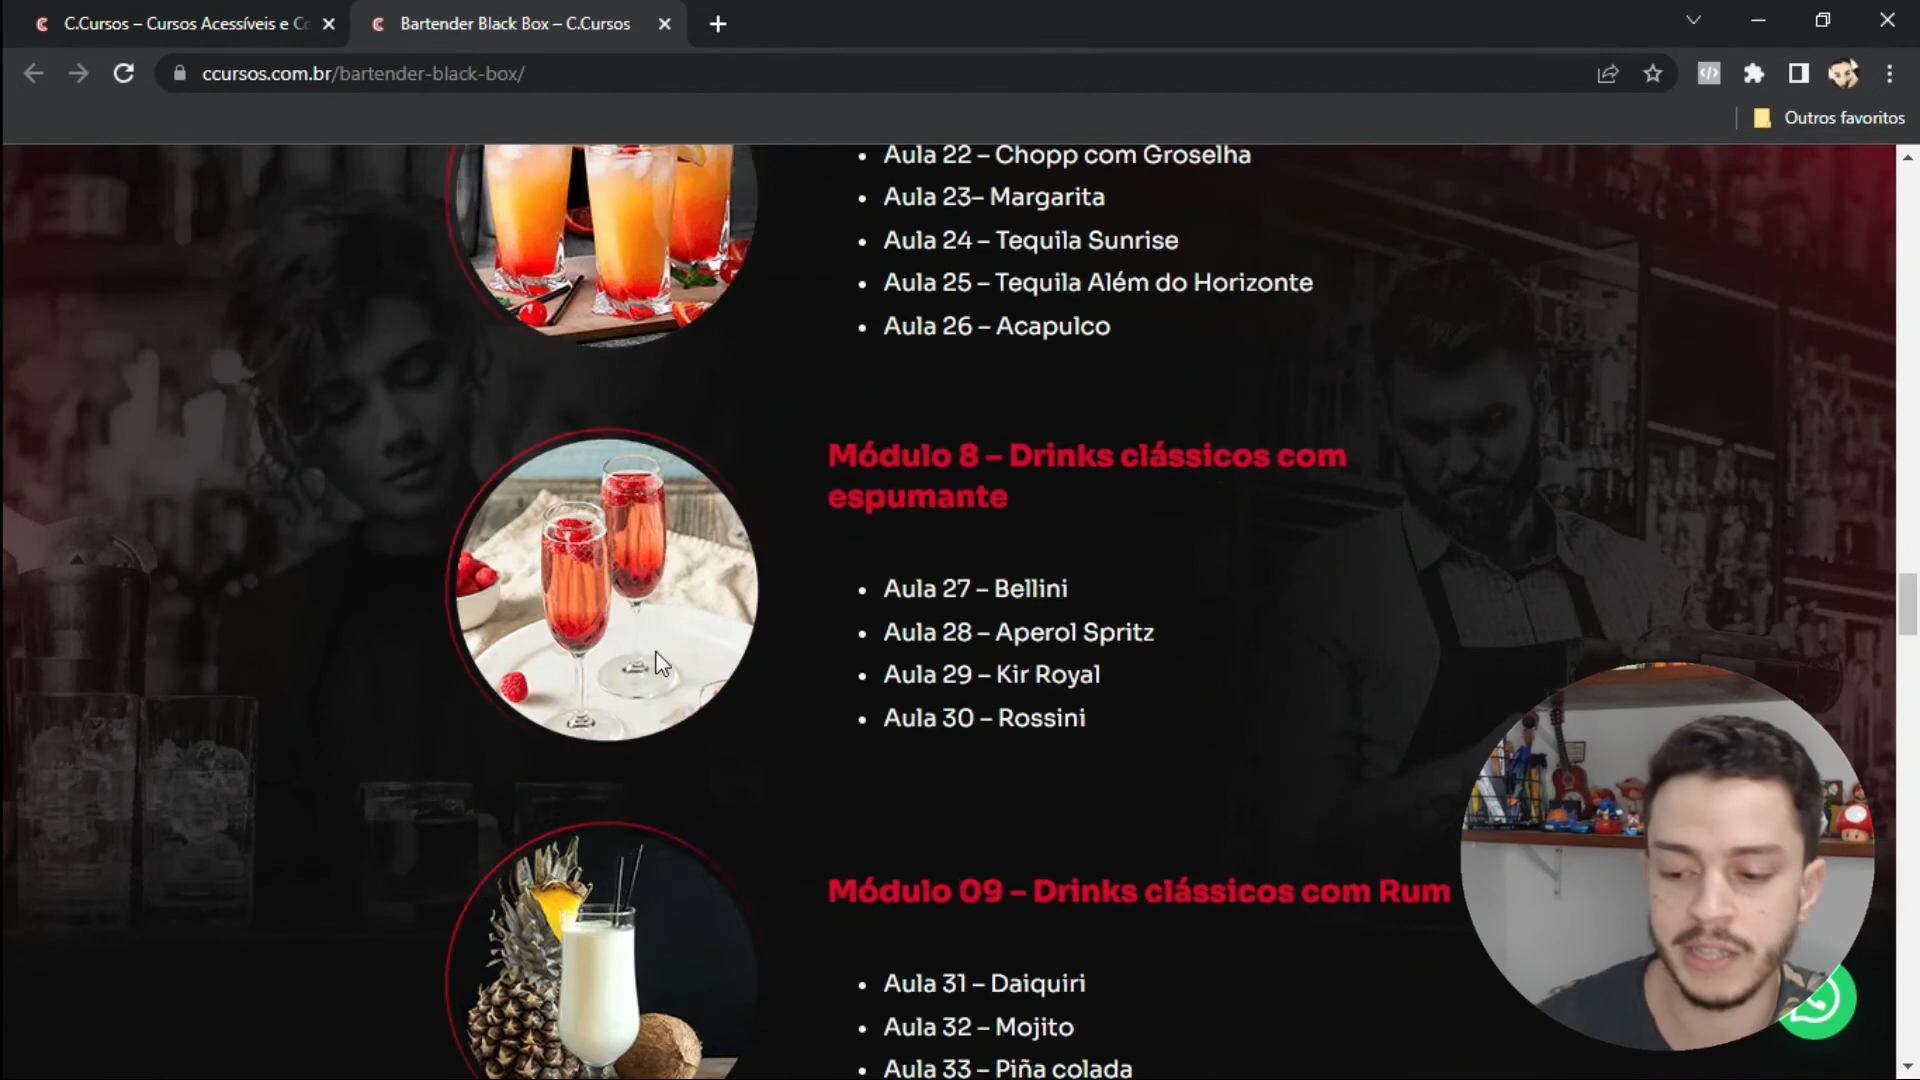 C.Cursos – Cursos Acessíveis e Co
Bartender Black Box – C.Cursos
ccursos.com.br/bartender-black-box/
Outros favoritos
Aula 22 – Chopp com Groselha
Aula 23– Margarita
Aula 24 – Tequila Sunrise
Aula 25 – Tequila Além do Horizonte
Aula 26 – Acapulco
Módulo 8 – Drinks clássicos com
espumante
Aula 27 – Bellini
Aula 28 – Aperol Spritz
Aula 29 – Kir Royal
Aula 30 – Rossini
Módulo 09 – Drinks clássicos com Rum
Aula 31 – Daiquiri
Aula 32 – Mojito
Aula 33 – Piña colada